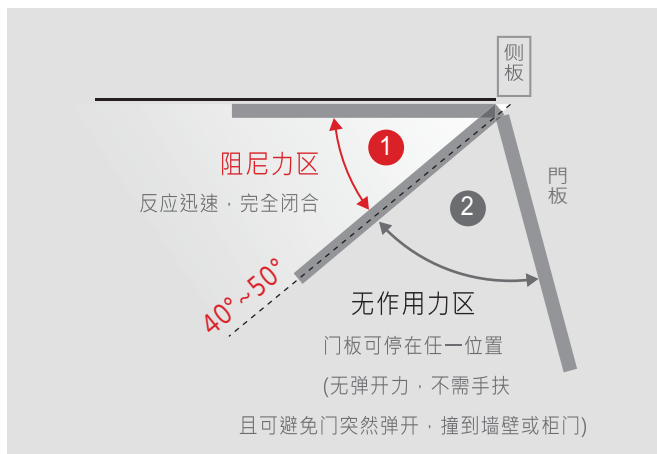 侧
板
1
阻尼力区
反应迅速，完全闭合
2
門
板
40°~50°
无作用力区
门板可停在任一位置
(无弹开力，不需手扶
且可避免门突然弹开，撞到墙壁或柜门)